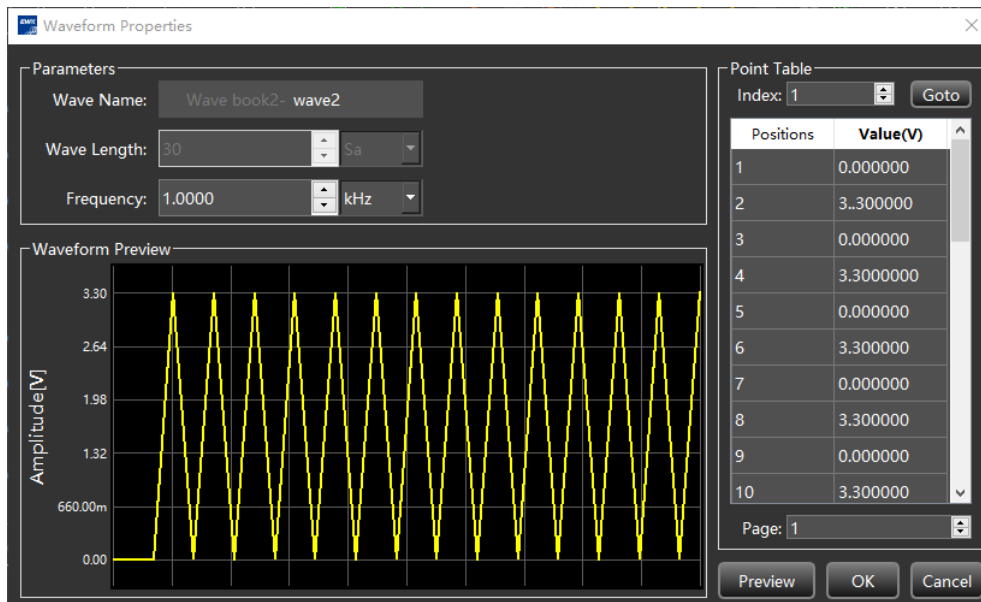 EWE Waveform Properties
Parameters
Wave Name: Wave book2- wave2
Wave Length: 30 Sa
Frequency: 1.0000 kHz
Waveform Preview
Amplitude[V]
3.30
2.64
1.98
1.32
660.00m
0.00
Point Table
Index: 1 Goto
Positions Value(V)
1 0.000000
2 3..300000
3 0.000000
4 3.3000000
5 0.000000
6 3.300000
7 0.000000
8 3.300000
9 0.000000
10 3.300000
Page: 1
Preview OK Cancel